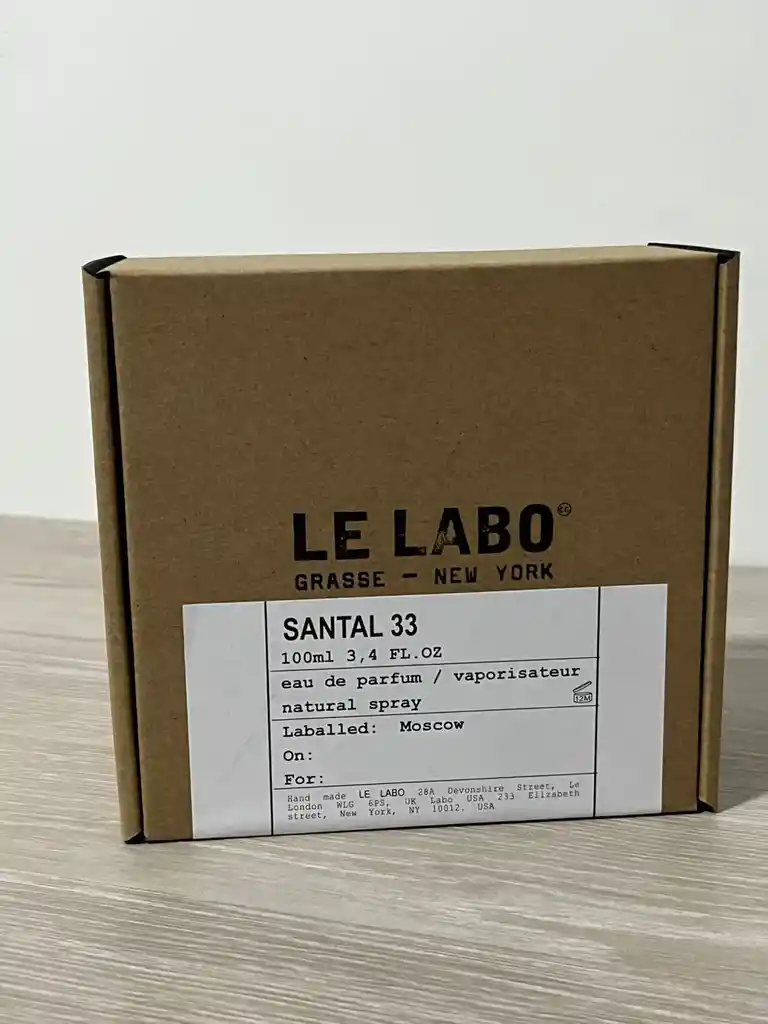 LE LABO
GRASSE — NEW YORK
SANTAL 33
100ml 3,4 FL.OZ
eau de parfum / vaporisateur
natural spray
12M
Laballed: Moscow
On:
For:
Hand made LE LABO 28A Devonshire Street, Le
London WLG 6PS, UK Labo USA 233 Elizabeth
street, New York, NY 10012. USA